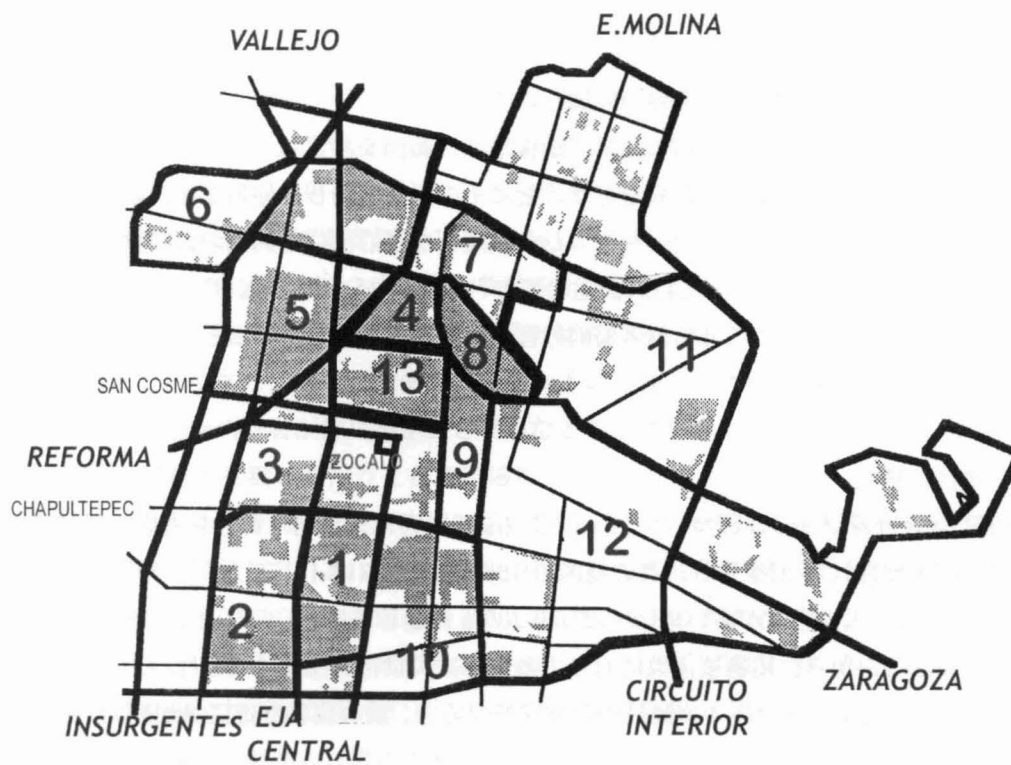 VALLEJO
E.MOLINA
6
7
5
4
8
11
13
SAN COSME
REFORMA
3
ZOCALO
9
CHAPULTEPEC
12
1
2
10
ZARAGOZA
CIRCUITO
INTERIOR
INSURGENTES
EJA
CENTRAL